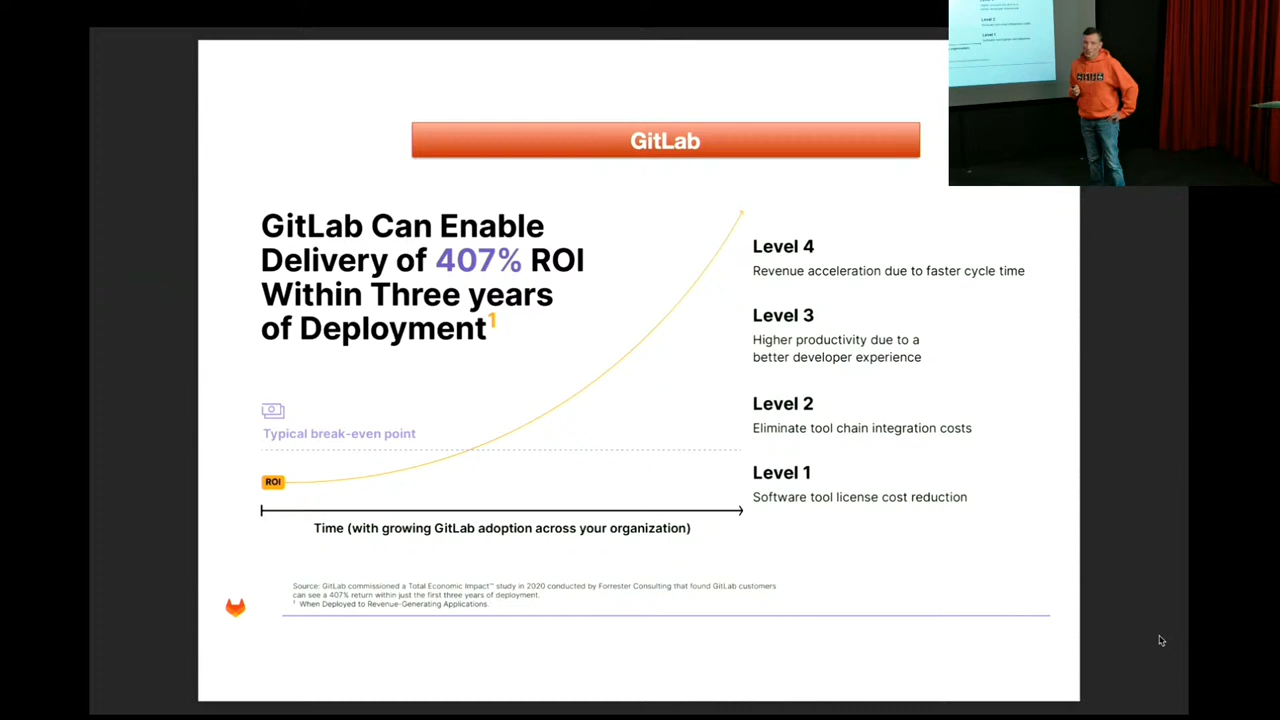 GitLab
GitLab Can Enable
Delivery of 407% ROI
Within Three years
of Deployment1
Typical break-even point
ROI
Time (with growing GitLab adoption across your organization)
Level 4
Revenue acceleration due to faster cycle time
Level 3
Higher productivity due to a
better developer experience
Level 2
Eliminate tool chain integration costs
Level 1
Software tool license cost reduction
Source: GitLab commissioned a Total Economic Impact™ study in 2020 conducted by Forrester Consulting that found GitLab customers
can see a 407% return within just the first three years of deployment.
1 When Deployed to Revenue-Generating Applications.
Level 2
Level 1